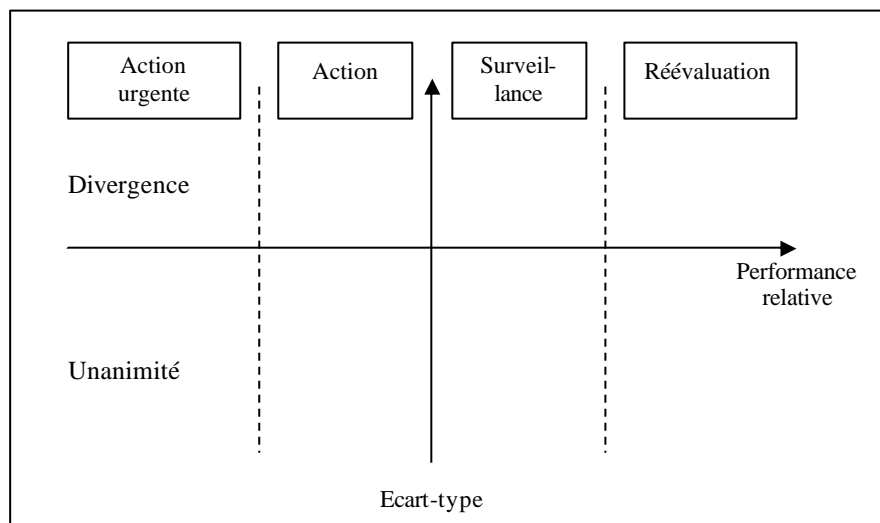 Action
urgente
Action
Surveil-
lance
Réévaluation
Divergence
Performance
relative
Unanimité
Ecart-type